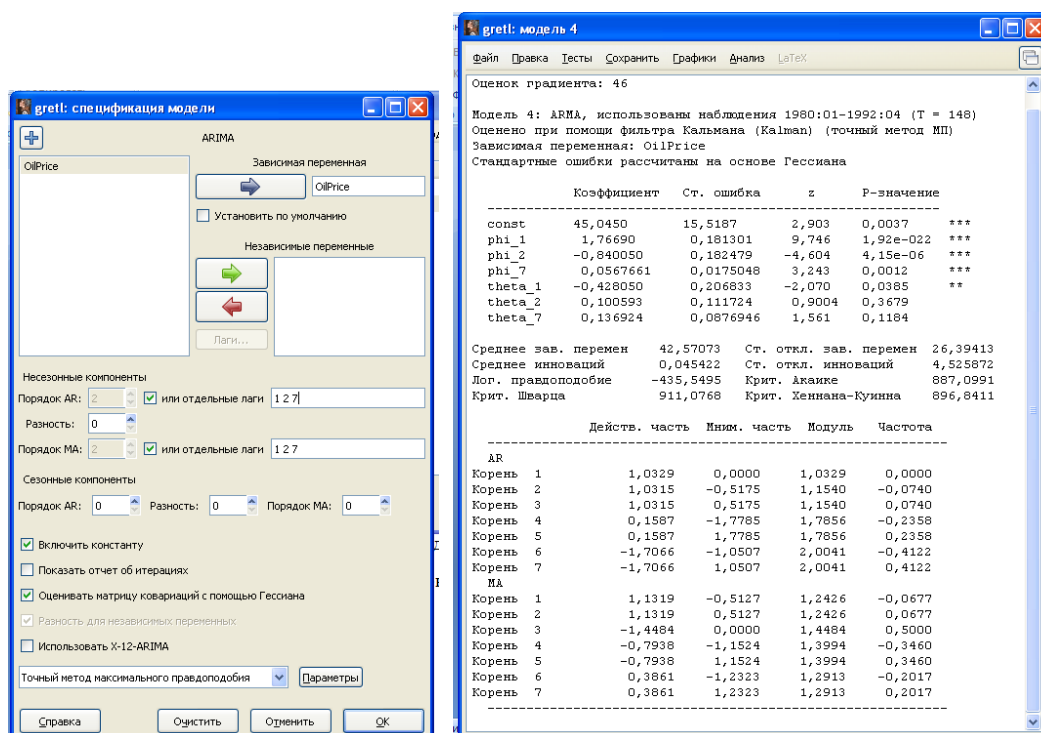 gretl: спецификация модели
ARIMA
OilPrice
Зависимая переменная
OilPrice
Установить по умолчанию
Независимые переменные
Лаги...
Несезонные компоненты
Порядок AR: 2 или отдельные лаги 1 2 7
Разность: 0
Порядок MA: 2 или отдельные лаги 1 2 7
Сезонные компоненты
Порядок AR: 0 Разность: 0 Порядок MA: 0
Включить константу
Показать отчет об итерациях
Оценивать матрицу ковариаций с помощью Гессиана
Разность для независимых переменных
Использовать X-12-ARIMA
Точный метод максимального правдоподобия Параметры
Справка Очистить Отменить OK
gretl: модель 4
Файл Правка Тесты Сохранить Графики Анализ LaTeX
Оценок градиента: 46
Модель 4: ARMA, использованы наблюдения 1980:01-1992:04 (T = 148)
Оценено при помощи фильтра Кальмана (Kalman) (точный метод МП)
Зависимая переменная: OilPrice
Стандартные ошибки рассчитаны на основе Гессиана
Коэффициент Ст. ошибка z P-значение
const 45,0450 15,5187 2,903 0,0037 ***
phi_1 1,76690 0,181301 9,746 1,92e-022 ***
phi_2 −0,840050 0,182479 −4,604 4,15e-06 ***
phi_7 0,0567661 0,0175048 3,243 0,0012 ***
theta_1 −0,428050 0,206833 −2,070 0,0385 **
theta_2 0,100593 0,111724 0,9004 0,3679
theta_7 0,136924 0,0876946 1,561 0,1184
Среднее зав. перемен 42,57073 Ст. откл. зав. перемен 26,39413
Среднее инноваций 0,045422 Ст. откл. инноваций 4,525872
Лог. правдоподобие −435,5495 Крит. Акаике 887,0991
Крит. Шварца 911,0768 Крит. Хеннана-Куинна 896,8411
Действ. часть Мним. часть Модуль Частота
AR
Корень 1 1,0329 0,0000 1,0329 0,0000
Корень 2 1,0315 −0,5175 1,1540 −0,0740
Корень 3 1,0315 0,5175 1,1540 0,0740
Корень 4 0,1587 −1,7785 1,7856 −0,2358
Корень 5 0,1587 1,7785 1,7856 0,2358
Корень 6 −1,7066 −1,0507 2,0041 −0,4122
Корень 7 −1,7066 1,0507 2,0041 0,4122
MA
Корень 1 1,1319 −0,5127 1,2426 −0,0677
Корень 2 1,1319 0,5127 1,2426 0,0677
Корень 3 −1,4484 0,0000 1,4484 0,5000
Корень 4 −0,7938 −1,1524 1,3994 −0,3460
Корень 5 −0,7938 1,1524 1,3994 0,3460
Корень 6 0,3861 −1,2323 1,2913 −0,2017
Корень 7 0,3861 1,2323 1,2913 0,2017